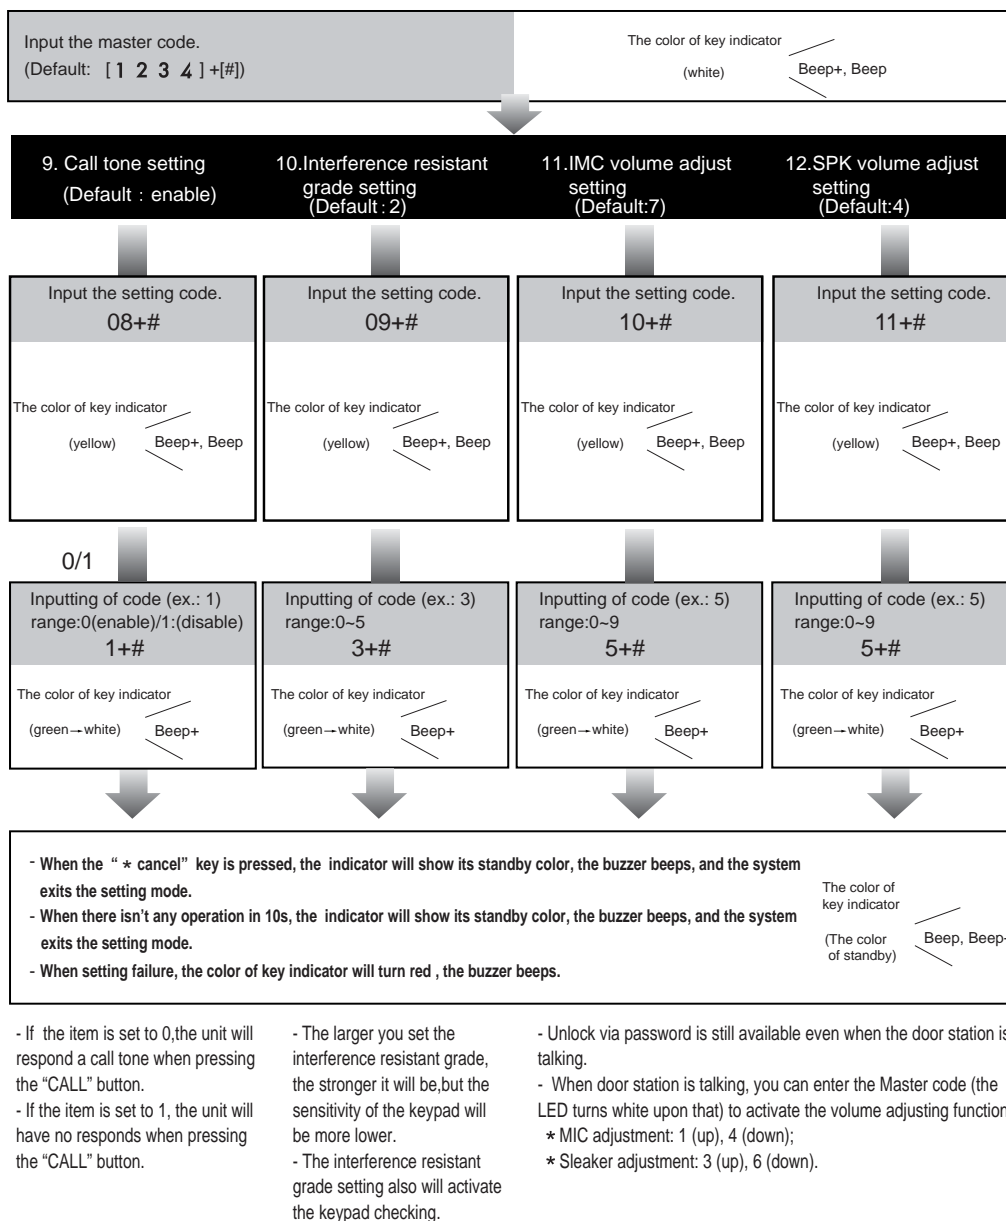 Input the master code.
(Default: [ 1 2 3 4 ] +[#])
The color of key indicator
(white)
Beep+, Beep
9. Call tone setting
(Default : enable)
10.Interference resistant
grade setting
(Default : 2)
11.IMC volume adjust
setting
(Default:7)
12.SPK volume adjust
setting
(Default:4)
Input the setting code.
08+#
Input the setting code.
09+#
Input the setting code.
10+#
Input the setting code.
11+#
The color of key indicator
(yellow)
Beep+, Beep
The color of key indicator
(yellow)
Beep+, Beep
The color of key indicator
(yellow)
Beep+, Beep
The color of key indicator
(yellow)
Beep+, Beep
0/1
Inputting of code (ex.: 1)
range:0(enable)/1:(disable)
1+#
Inputting of code (ex.: 3)
range:0~5
3+#
Inputting of code (ex.: 5)
range:0~9
5+#
Inputting of code (ex.: 5)
range:0~9
5+#
The color of key indicator
(green→white)
Beep+
The color of key indicator
(green→white)
Beep+
The color of key indicator
(green→white)
Beep+
The color of key indicator
(green→white)
Beep+
- When the “ * cancel” key is pressed, the indicator will show its standby color, the buzzer beeps, and the system
exits the setting mode.
- When there isn’t any operation in 10s, the indicator will show its standby color, the buzzer beeps, and the system
exits the setting mode.
- When setting failure, the color of key indicator will turn red , the buzzer beeps.
The color of
key indicator
(The color
of standby)
Beep, Beep+
- If the item is set to 0,the unit will
respond a call tone when pressing
the “CALL” button.
- If the item is set to 1, the unit will
have no responds when pressing
the “CALL” button.
- The larger you set the
interference resistant grade,
the stronger it will be,but the
sensitivity of the keypad will
be more lower.
- The interference resistant
grade setting also will activate
the keypad checking.
- Unlock via password is still available even when the door station is
talking.
- When door station is talking, you can enter the Master code (the
LED turns white upon that) to activate the volume adjusting function
* MIC adjustment: 1 (up), 4 (down);
* Sleaker adjustment: 3 (up), 6 (down).